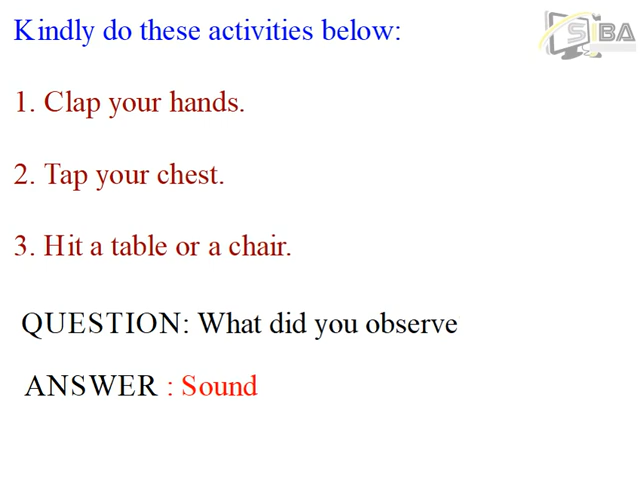 Kindly do these activities below:
SiBA
1. Clap your hands.
2. Tap your chest.
3. Hit a table or a chair.
QUESTION: What did you observe
ANSWER : Sound